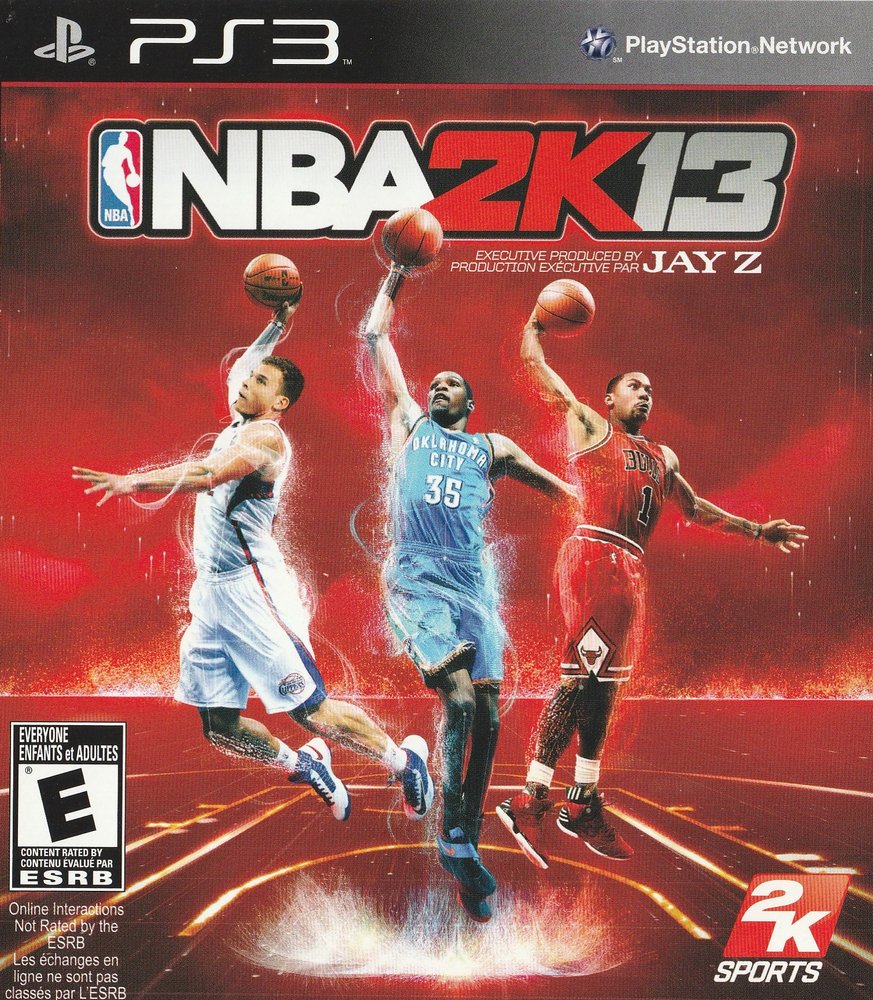 PS3
PlayStation®Network
NBA2K13
NBA
EXECUTIVE PRODUCED BY
PRODUCTION EXÉCUTIVE PAR JAY Z
OKLAHOMA
CITY
35
BULLS
1
CLIPPERS
EVERYONE
ENFANTS et ADULTES
E
CONTENT RATED BY
CONTENU ÉVALUÉ PAR
ESRB
Online Interactions
Not Rated by the
ESRB
Les échanges en
ligne ne sont pas
classés par L'ESRB
2K
SPORTS